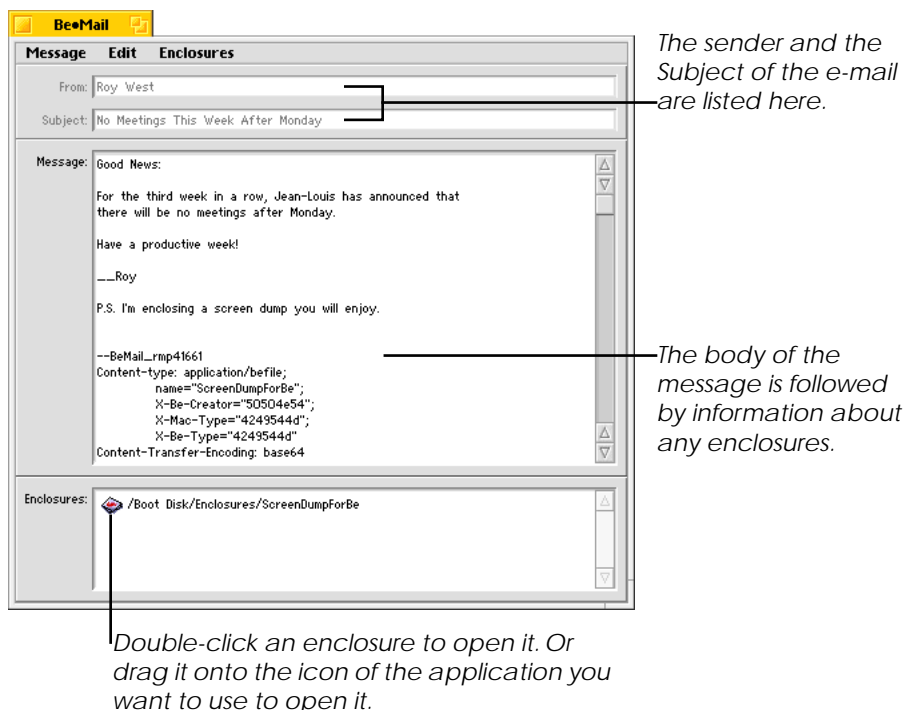 Be•Mail
Message Edit Enclosures
From: Roy West
Subject: No Meetings This Week After Monday
The sender and the
Subject of the e-mail
are listed here.
Message: Good News:
For the third week in a row, Jean-Louis has announced that
there will be no meetings after Monday.
Have a productive week!
__Roy
P.S. I'm enclosing a screen dump you will enjoy.
--BeMail_rmp41661
Content-type: application/befile;
name="ScreenDumpForBe";
X-Be-Creator="50504e54";
X-Mac-Type="4249544d";
X-Be-Type="4249544d"
Content-Transfer-Encoding: base64
The body of the
message is followed
by information about
any enclosures.
Enclosures: /Boot Disk/Enclosures/ScreenDumpForBe
Double-click an enclosure to open it. Or
drag it onto the icon of the application you
want to use to open it.